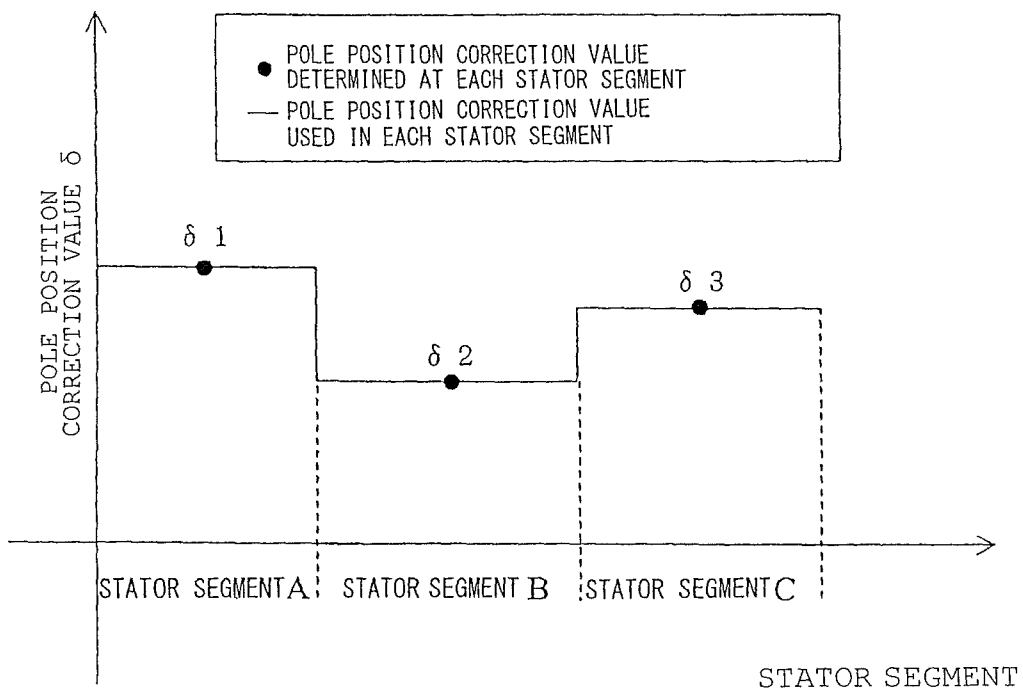 POLE POSITION CORRECTION VALUE
DETERMINED AT EACH STATOR SEGMENT
POLE POSITION CORRECTION VALUE
USED IN EACH STATOR SEGMENT
POLE POSITION
CORRECTION VALUE δ
δ 1
δ 2
δ 3
STATOR SEGMENT A
STATOR SEGMENT B
STATOR SEGMENT C
STATOR SEGMENT